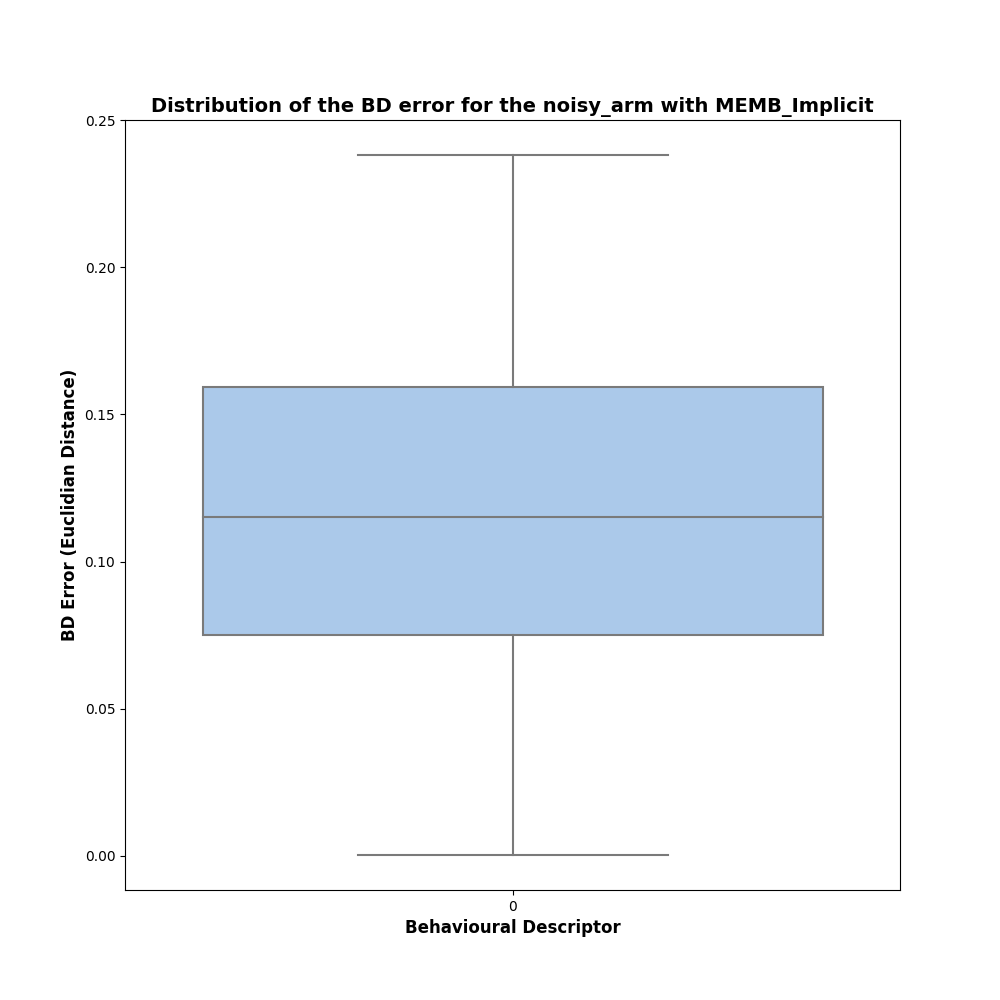 Distribution of the BD error for the noisy_arm with MEMB_Implicit
0.25
0.20
0.15
0.10
0.05
0.00
BD Error (Euclidian Distance)
0
Behavioural Descriptor